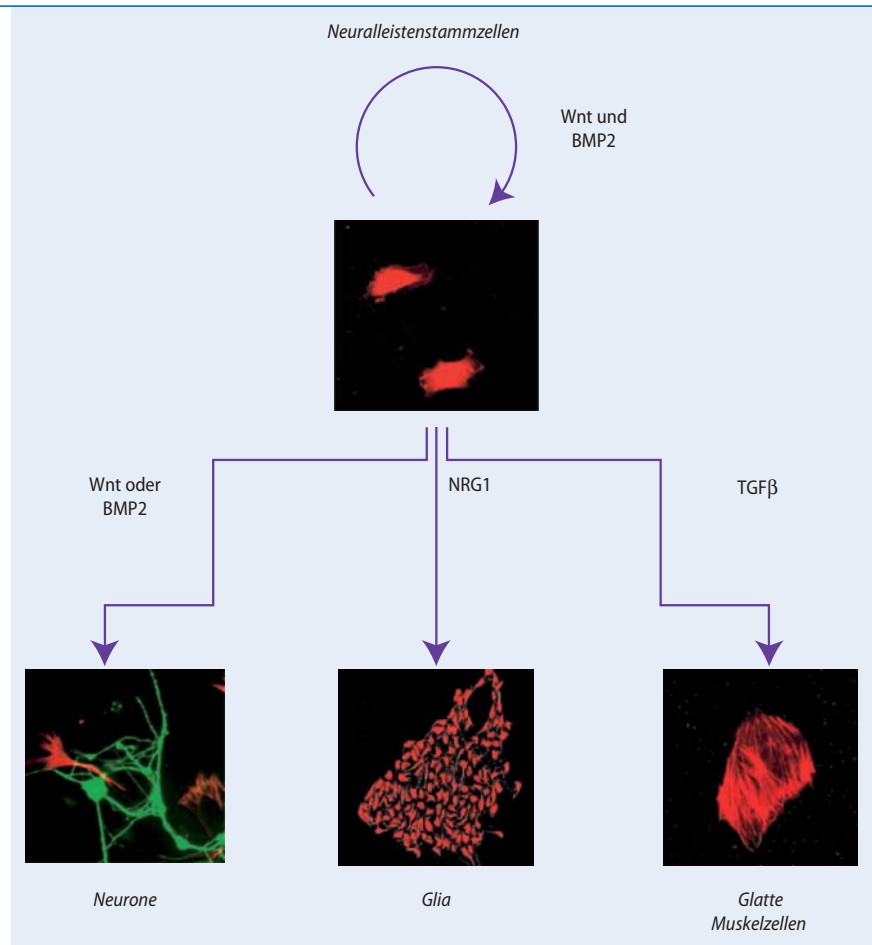 Neuralleistenstammzellen
Wnt und
BMP2
Wnt oder
BMP2
NRG1
TGFβ
Neurone
Glia
Glatte
Muskelzellen